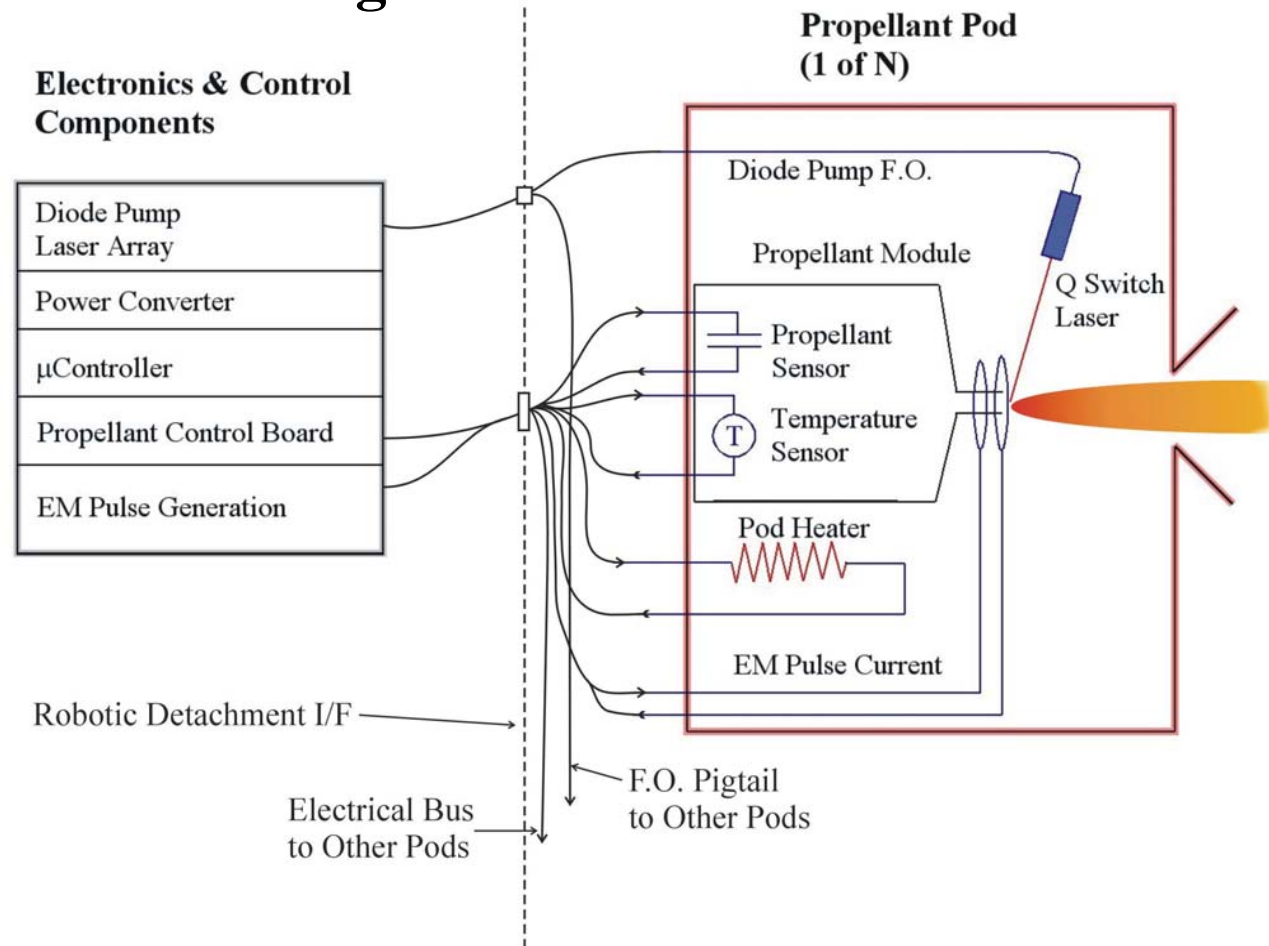 Electronics & Control
Components
Diode Pump
Laser Array
Power Converter
μController
Propellant Control Board
EM Pulse Generation
Robotic Detachment I/F
Electrical Bus
to Other Pods
F.O. Pigtail
to Other Pods
Propellant Pod
(1 of N)
Diode Pump F.O.
Propellant Module
Q Switch
Laser
Propellant
Sensor
T
Temperature
Sensor
Pod Heater
EM Pulse Current